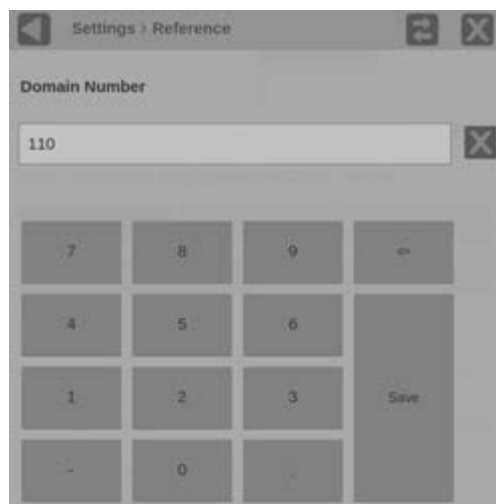 Settings > Reference
Domain Number
110
7 8 9 ⇦
4 5 6
1 2 3 Save
- 0 .